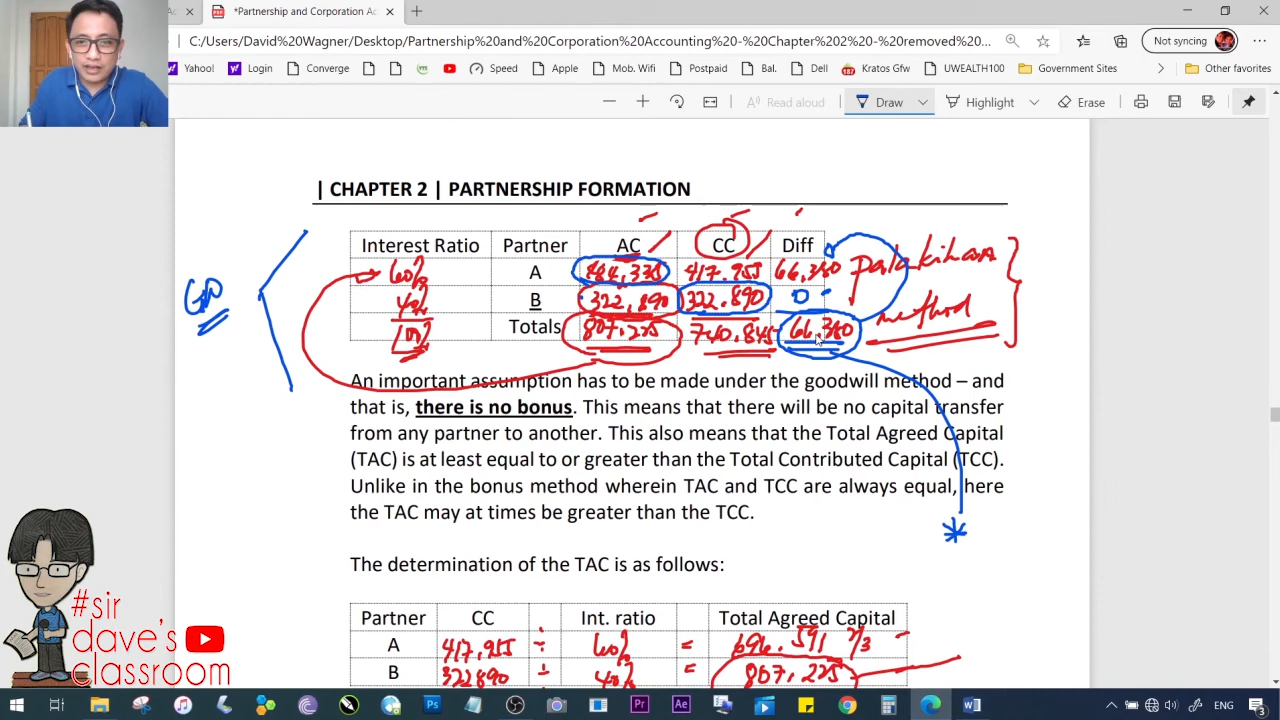 *Partnership and Corporation Ac
C:/Users/David%20Wagner/Desktop/Partnership%20and%20Corporation%20Accounting%20-%20Chapter%202%20-%20removed%20...
Not syncing
Yahoo! Login Converge ms Speed Apple Mob. Wifi Postpaid Bal. Dell Kratos Gfw UWEALTH100 Government Sites Other favorites
Read aloud Draw Highlight Erase
| CHAPTER 2 | PARTNERSHIP FORMATION
Interest Ratio Partner AC CC Diff
60% A 484,335 417,955 66,380
40% B 322,890 322,890 0
100% Totals 807,225 740,845 66,380
palakihan
method
GW
An important assumption has to be made under the goodwill method – and
that is, there is no bonus. This means that there will be no capital transfer
from any partner to another. This also means that the Total Agreed Capital
(TAC) is at least equal to or greater than the Total Contributed Capital (TCC).
Unlike in the bonus method wherein TAC and TCC are always equal, here
the TAC may at times be greater than the TCC.
*
The determination of the TAC is as follows:
Partner CC Int. ratio Total Agreed Capital
A 417,955 ÷ 60% = 696,591 2/3
B 322890 ÷ 40% = 807,225
#sir
dave's
classroom
Ps Pr Ae W
ENG
3